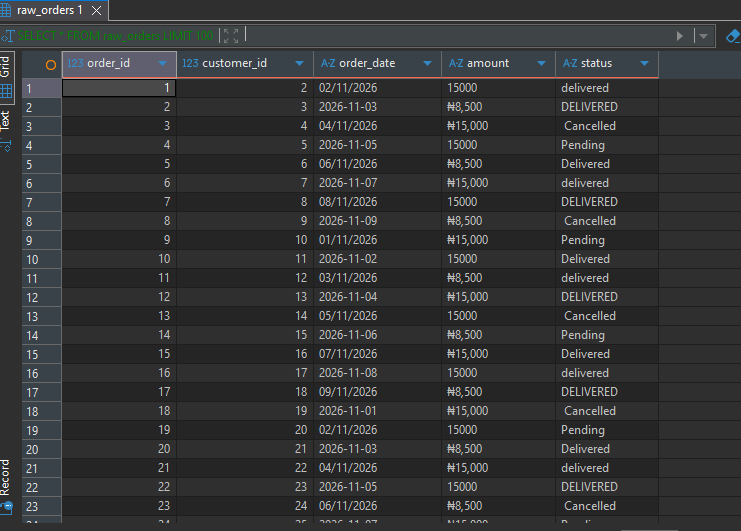 raw_orders 1
SELECT * FROM raw_orders LIMIT 100
Grid
Text
Record
123 order_id 123 customer_id A-Z order_date A-Z amount A-Z status
1 1 2 02/11/2026 15000 delivered
2 2 3 2026-11-03 ₦8,500 DELIVERED
3 3 4 04/11/2026 ₦15,000 Cancelled
4 4 5 2026-11-05 15000 Pending
5 5 6 06/11/2026 ₦8,500 Delivered
6 6 7 2026-11-07 ₦15,000 delivered
7 7 8 08/11/2026 15000 DELIVERED
8 8 9 2026-11-09 ₦8,500 Cancelled
9 9 10 01/11/2026 ₦15,000 Pending
10 10 11 2026-11-02 15000 Delivered
11 11 12 03/11/2026 ₦8,500 delivered
12 12 13 2026-11-04 ₦15,000 DELIVERED
13 13 14 05/11/2026 15000 Cancelled
14 14 15 2026-11-06 ₦8,500 Pending
15 15 16 07/11/2026 ₦15,000 Delivered
16 16 17 2026-11-08 15000 delivered
17 17 18 09/11/2026 ₦8,500 DELIVERED
18 18 19 2026-11-01 ₦15,000 Cancelled
19 19 20 02/11/2026 15000 Pending
20 20 21 2026-11-03 ₦8,500 Delivered
21 21 22 04/11/2026 ₦15,000 delivered
22 22 23 2026-11-05 15000 DELIVERED
23 23 24 06/11/2026 ₦8,500 Cancelled